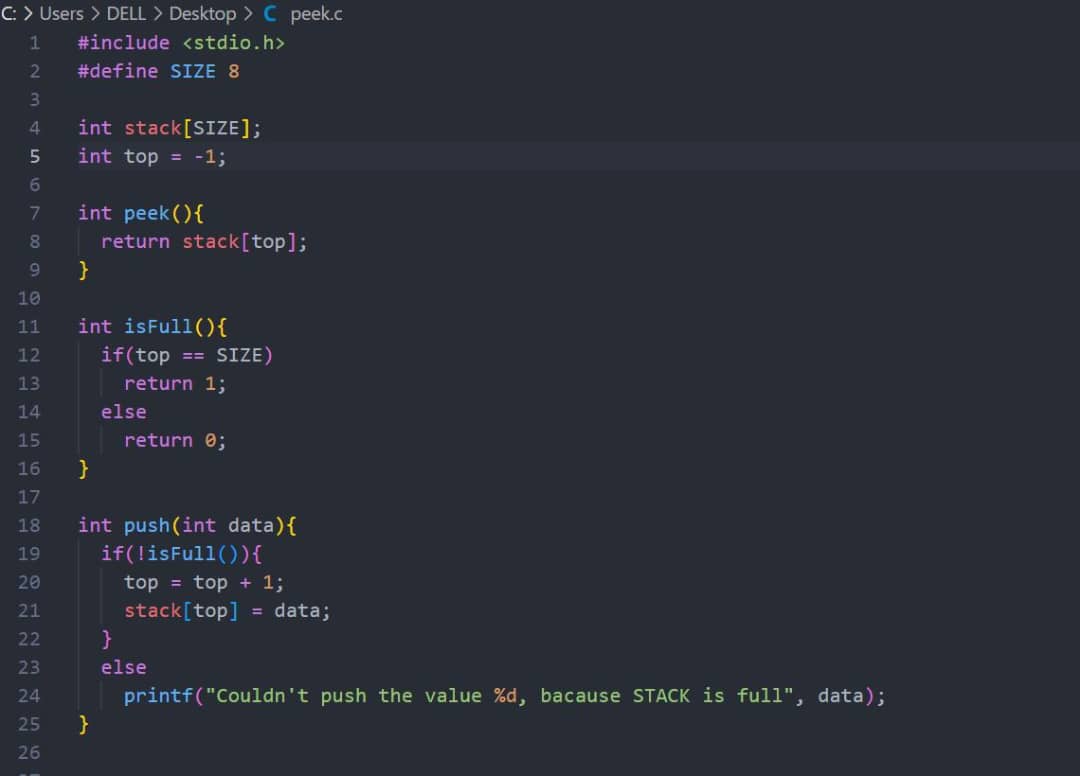 C: > Users > DELL > Desktop > C peek.c
1 #include <stdio.h>
2 #define SIZE 8
3
4 int stack[SIZE];
5 int top = -1;
6
7 int peek(){
8 return stack[top];
9 }
10
11 int isFull(){
12 if(top == SIZE)
13 return 1;
14 else
15 return 0;
16 }
17
18 int push(int data){
19 if(!isFull()){
20 top = top + 1;
21 stack[top] = data;
22 }
23 else
24 printf("Couldn't push the value %d, bacause STACK is full", data);
25 }
26